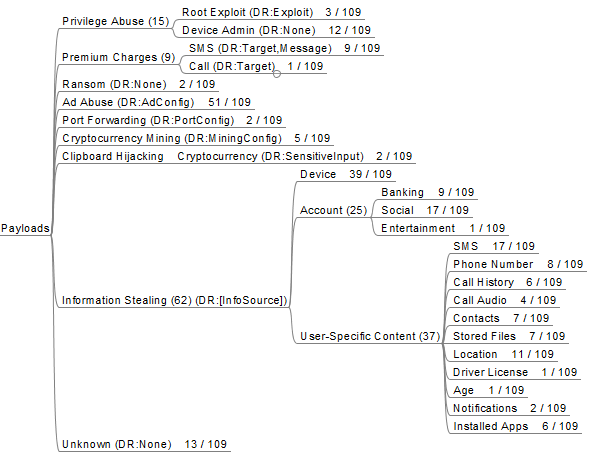 Privilege Abuse (15)
Root Exploit (DR:Exploit) 3 / 109
Device Admin (DR:None) 12 / 109
Premium Charges (9)
SMS (DR:Target,Message) 9 / 109
Call (DR:Target) 1 / 109
Ransom (DR:None) 2 / 109
Ad Abuse (DR:AdConfig) 51 / 109
Port Forwarding (DR:PortConfig) 2 / 109
Cryptocurrency Mining (DR:MiningConfig) 5 / 109
Clipboard Hijacking Cryptocurrency (DR:SensitiveInput) 2 / 109
Payloads
Information Stealing (62) (DR:[InfoSource])
Device 39 / 109
Account (25)
Banking 9 / 109
Social 17 / 109
Entertainment 1 / 109
User-Specific Content (37)
SMS 17 / 109
Phone Number 8 / 109
Call History 6 / 109
Call Audio 4 / 109
Contacts 7 / 109
Stored Files 7 / 109
Location 11 / 109
Driver License 1 / 109
Age 1 / 109
Notifications 2 / 109
Installed Apps 6 / 109
Unknown (DR:None) 13 / 109